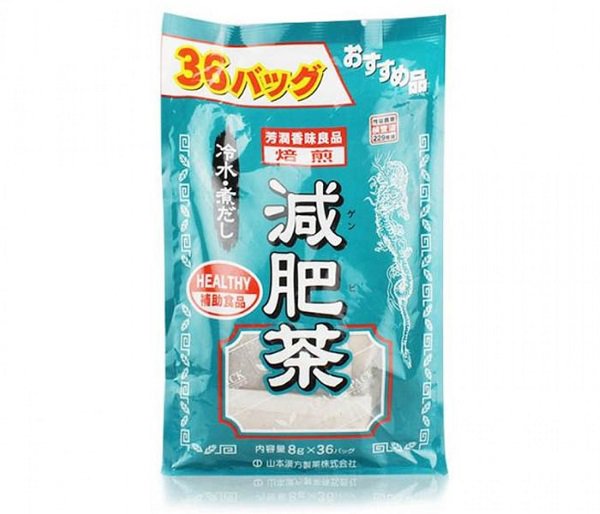 36バッグ
おすすめ品
芳潤香味良品
焙煎
冷水・煮だし
減肥茶
ゲンピ
HEALTHY
補助食品
内容量8g×36バッグ
山本漢方製薬株式会社